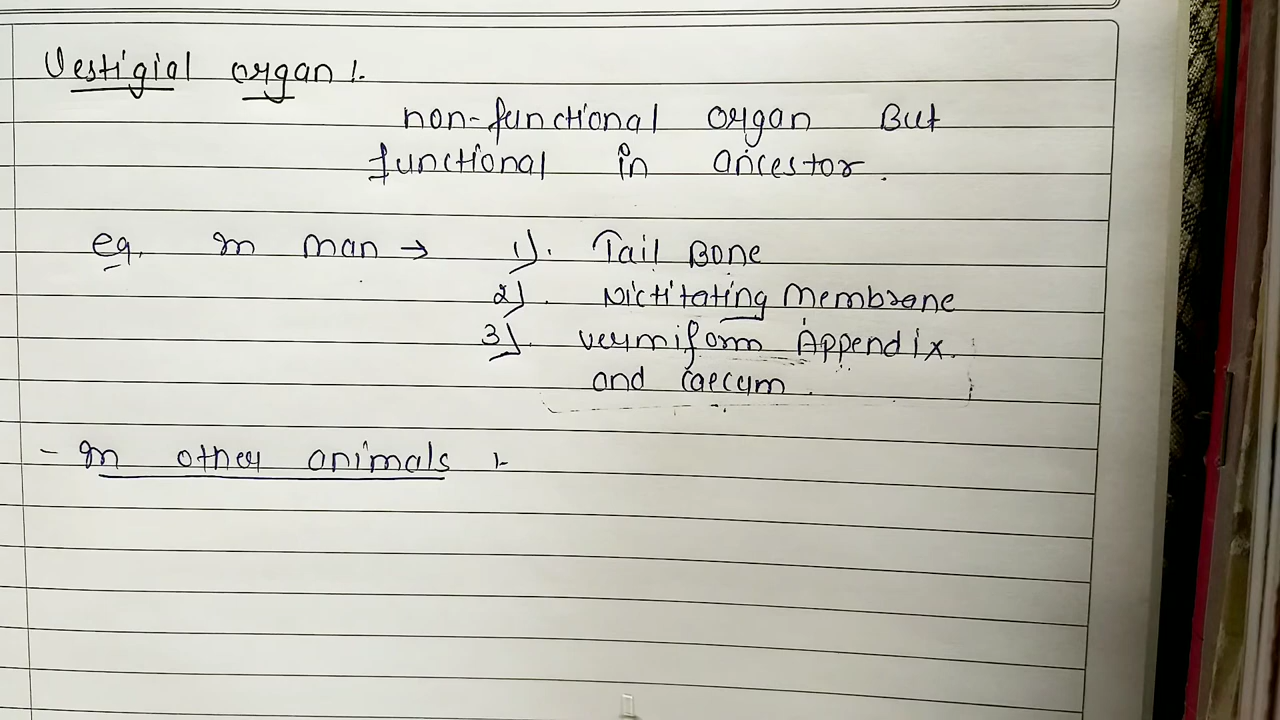 Vestigial organ :-
non-functional organ But
functional in ancestor.
eg. In man → 1). Tail Bone
2). Nictitating Membrane
3). vermiform Appendix.
and Caecum.
- In other animals :-